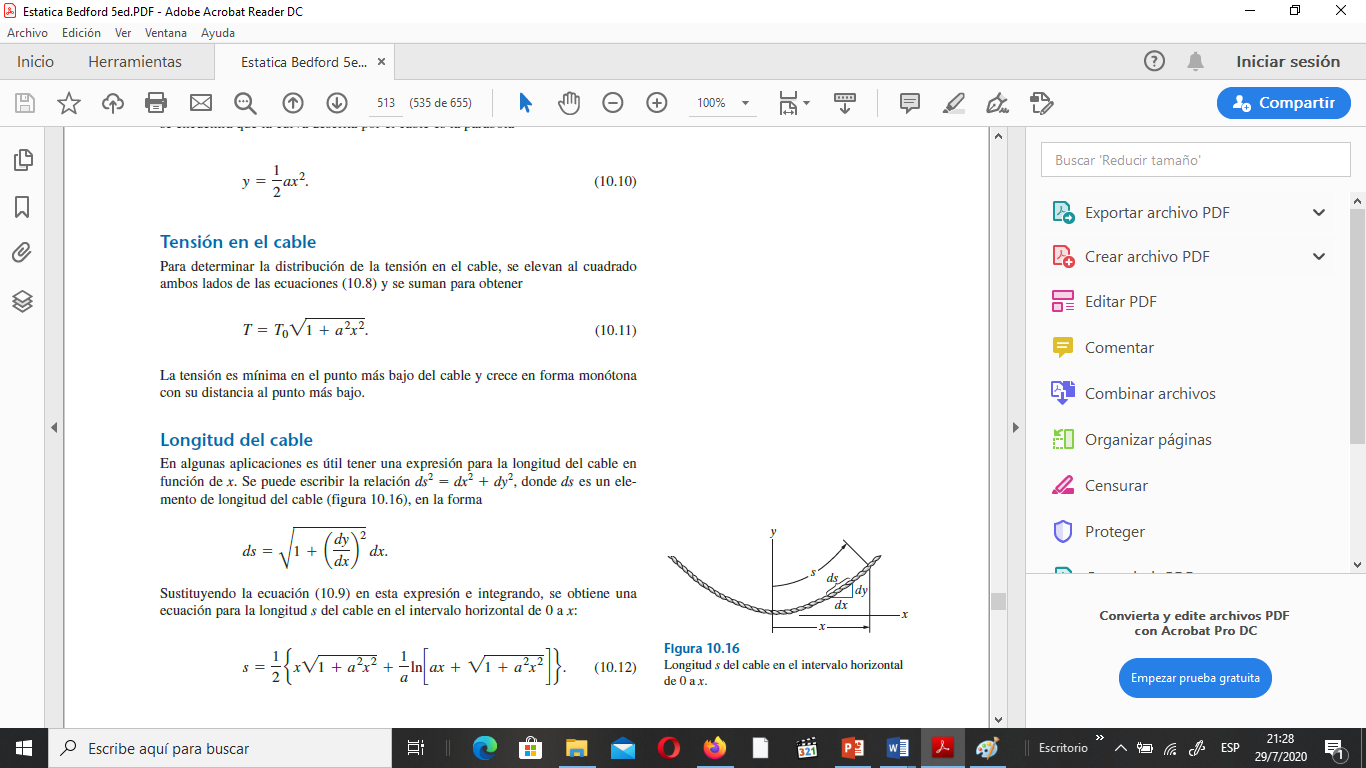 Estatica Bedford 5ed.PDF - Adobe Acrobat Reader DC
Archivo Edición Ver Ventana Ayuda
Inicio Herramientas Estatica Bedford 5e... × Iniciar sesión
513 (535 de 655) 100% Compartir
y = 1/2 ax². (10.10)
Tensión en el cable
Para determinar la distribución de la tensión en el cable, se elevan al cuadrado
ambos lados de las ecuaciones (10.8) y se suman para obtener
T = T₀√(1 + a²x²). (10.11)
La tensión es mínima en el punto más bajo del cable y crece en forma monótona
con su distancia al punto más bajo.
Longitud del cable
En algunas aplicaciones es útil tener una expresión para la longitud del cable en
función de x. Se puede escribir la relación ds² = dx² + dy², donde ds es un ele-
mento de longitud del cable (figura 10.16), en la forma
ds = √(1 + (dy/dx)²) dx.
Sustituyendo la ecuación (10.9) en esta expresión e integrando, se obtiene una
ecuación para la longitud s del cable en el intervalo horizontal de 0 a x:
s = 1/2 {x√(1 + a²x²) + 1/a ln[ax + √(1 + a²x²)]}. (10.12)
y
s
ds
dy
dx
x
x
Figura 10.16
Longitud s del cable en el intervalo horizontal
de 0 a x.
Buscar 'Reducir tamaño'
Exportar archivo PDF
Crear archivo PDF
Editar PDF
Comentar
Combinar archivos
Organizar páginas
Censurar
Proteger
Convierta y edite archivos PDF
con Acrobat Pro DC
Empezar prueba gratuita
Escribe aquí para buscar
321
Escritorio » ESP
21:28
29/7/2020
1